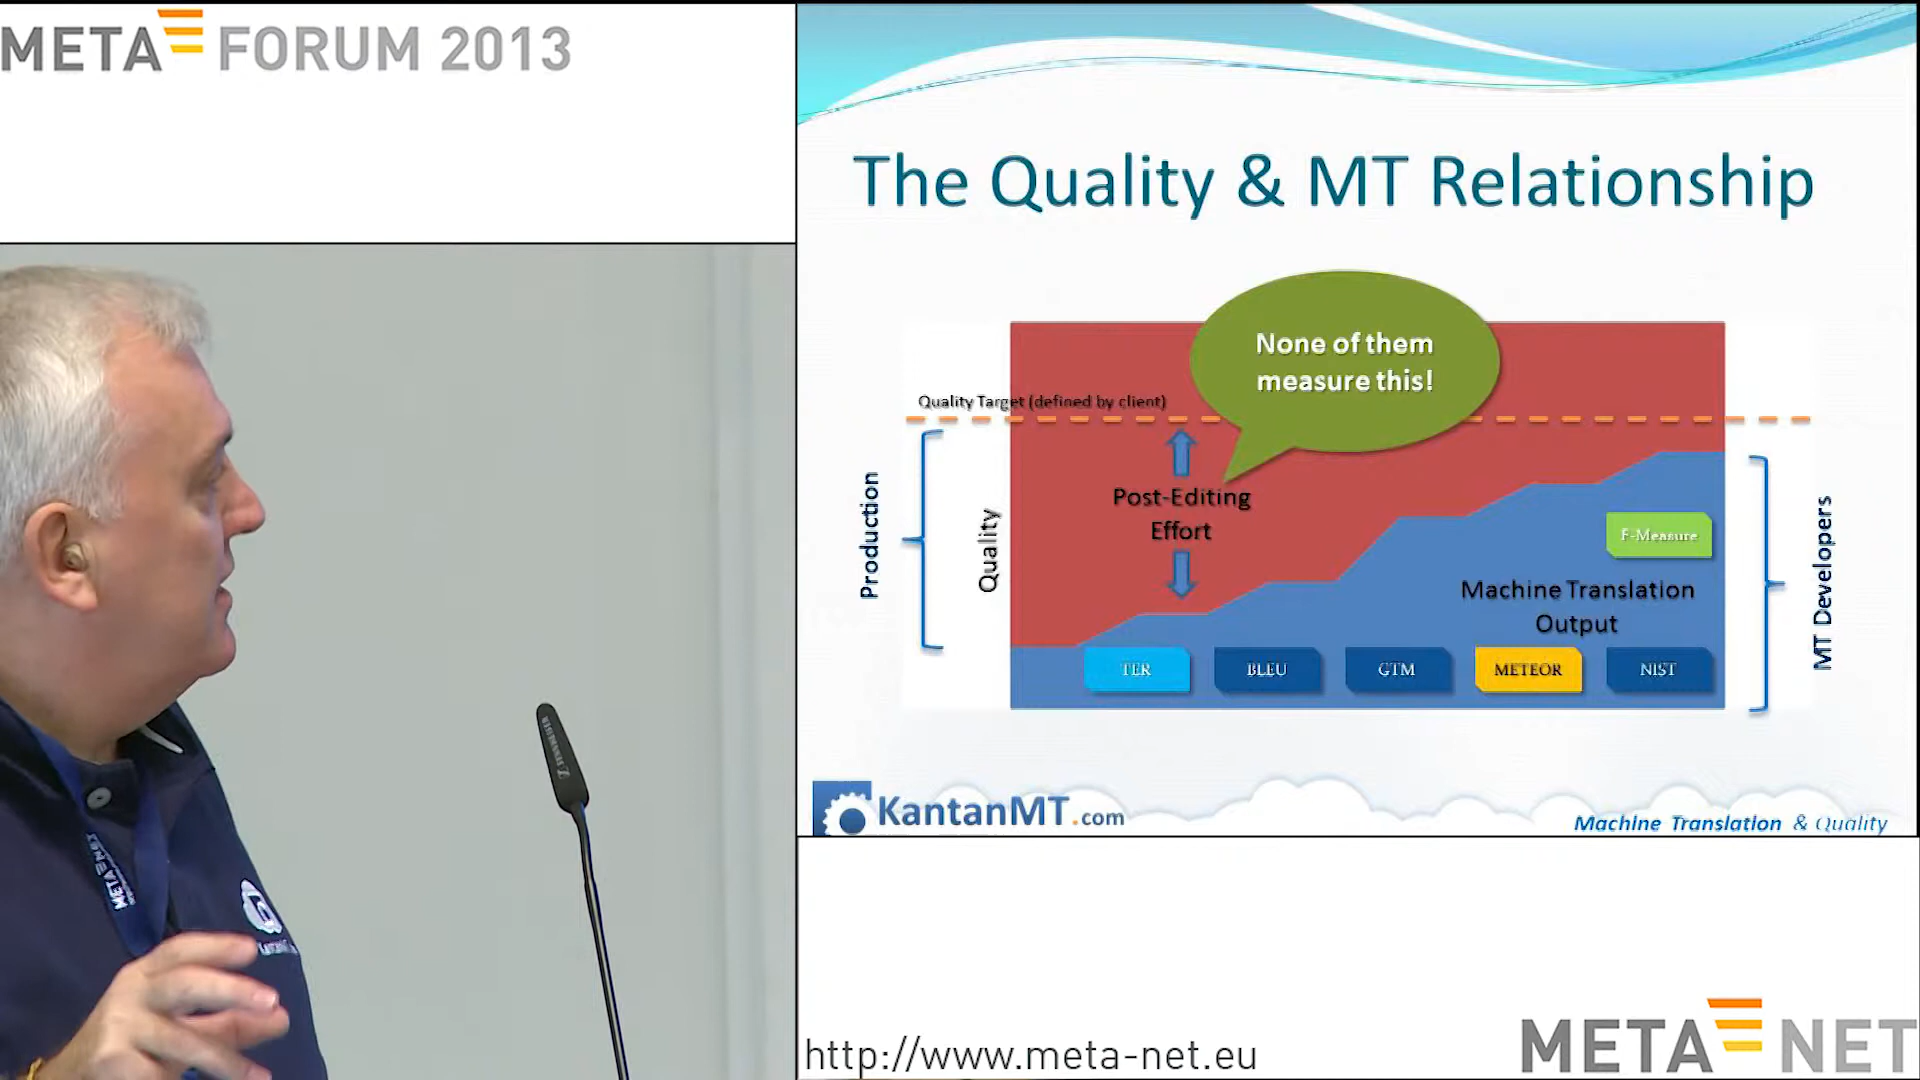 META FORUM 2013
The Quality & MT Relationship
None of them
measure this!
Quality Target (defined by client)
Production
Quality
Post-Editing
Effort
F-Measure
Machine Translation
Output
MT Developers
TER
BLEU
GTM
METEOR
NIST
KantanMT.com
Machine Translation & Quality
SENNHEISER
META
http://www.meta-net.eu
META NET